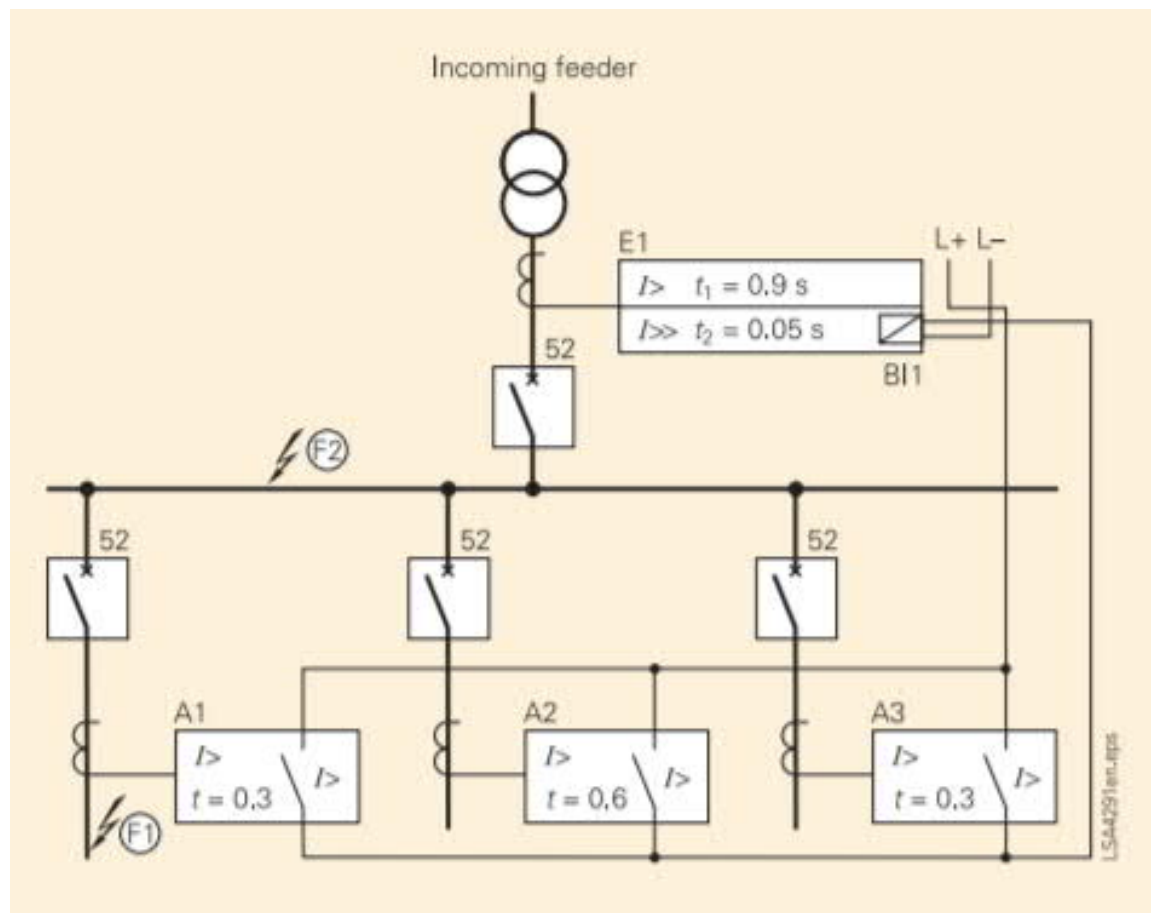 Incoming feeder
E1
L+ L–
I> t1 = 0.9 s
I>> t2 = 0.05 s
BI1
52
F2
52
52
52
A1
I>
t = 0.3
I>
A2
I>
t = 0.6
I>
A3
I>
t = 0.3
I>
F1
LSA4291en.eps